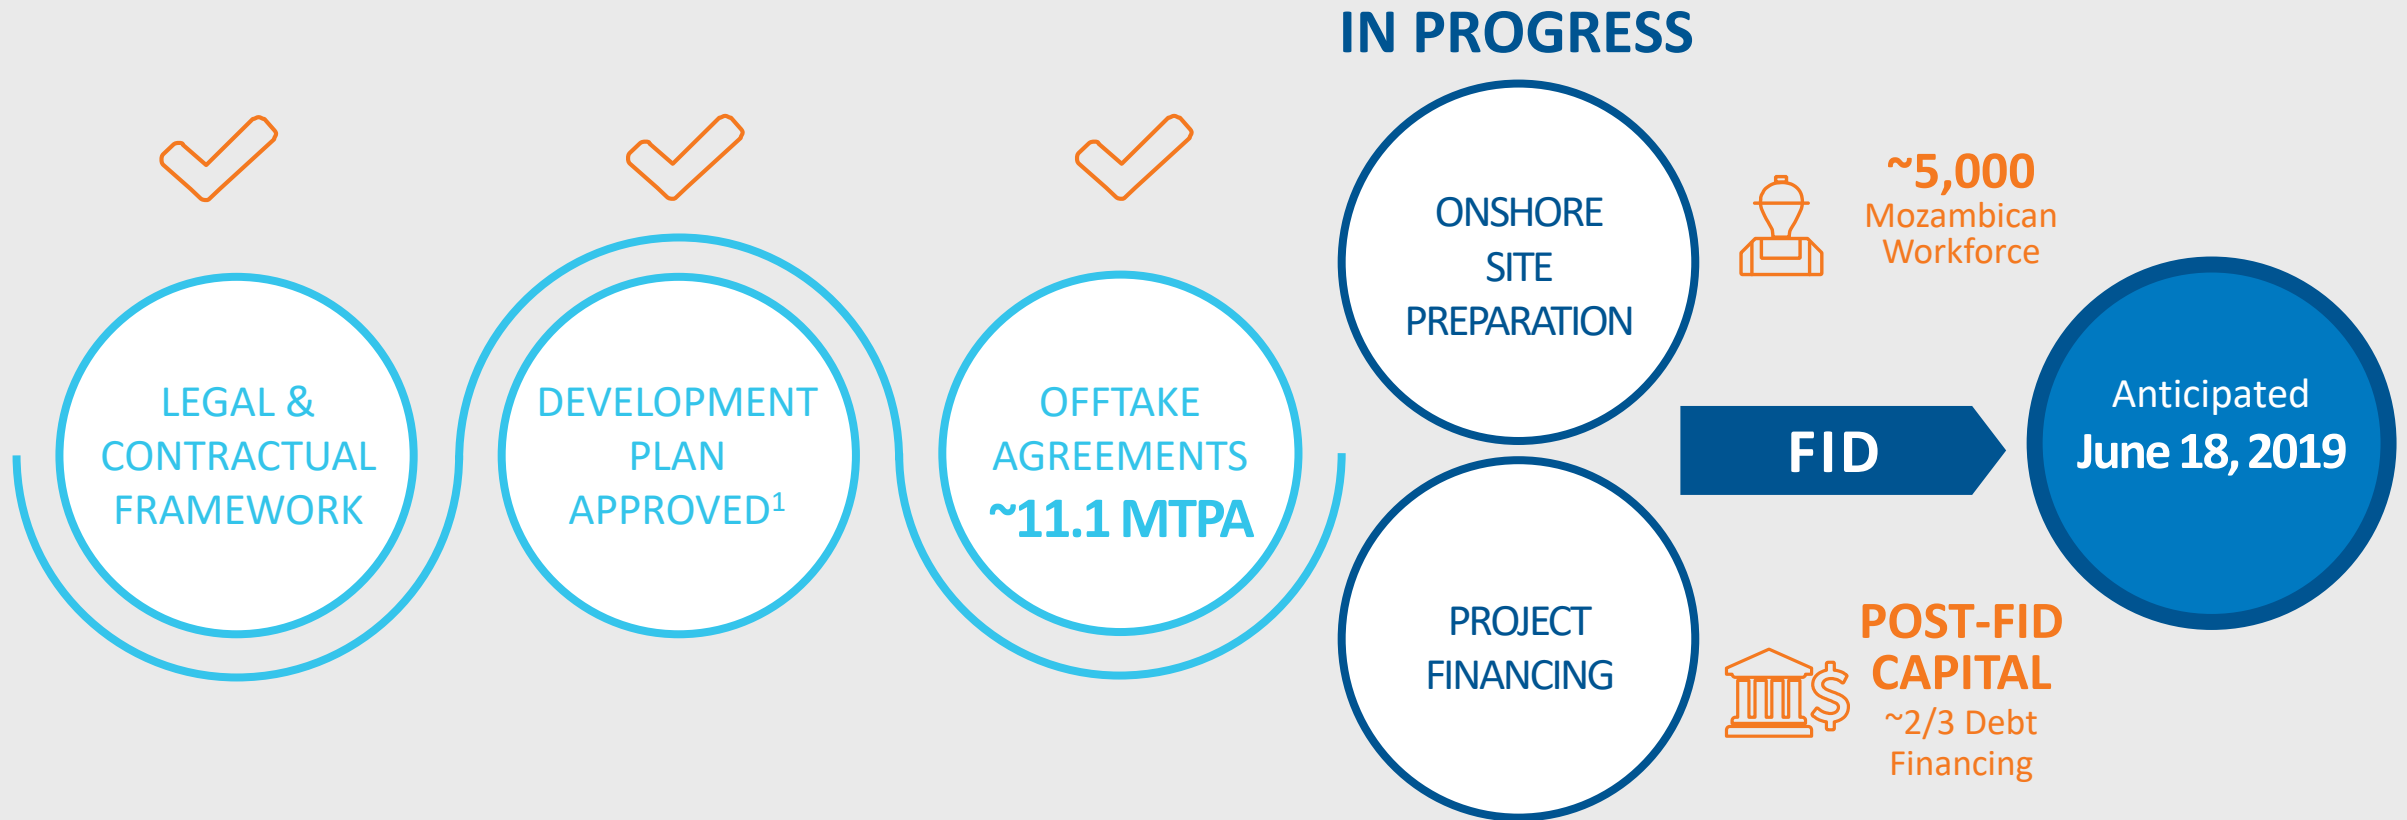 IN PROGRESS
LEGAL &
CONTRACTUAL
FRAMEWORK
DEVELOPMENT
PLAN
APPROVED1
OFFTAKE
AGREEMENTS
~11.1 MTPA
ONSHORE
SITE
PREPARATION
~5,000
Mozambican
Workforce
PROJECT
FINANCING
POST-FID
CAPITAL
~2/3 Debt
Financing
$
FID
Anticipated
June 18, 2019